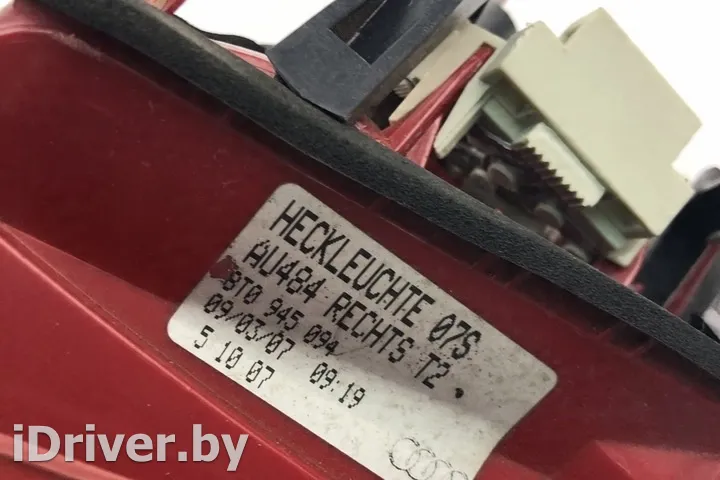 HECKLEUCHTE 07S
AU484 RECHTS T2
8T0 945 094
09/03/07 09:19
5 10 07
iDriver.by